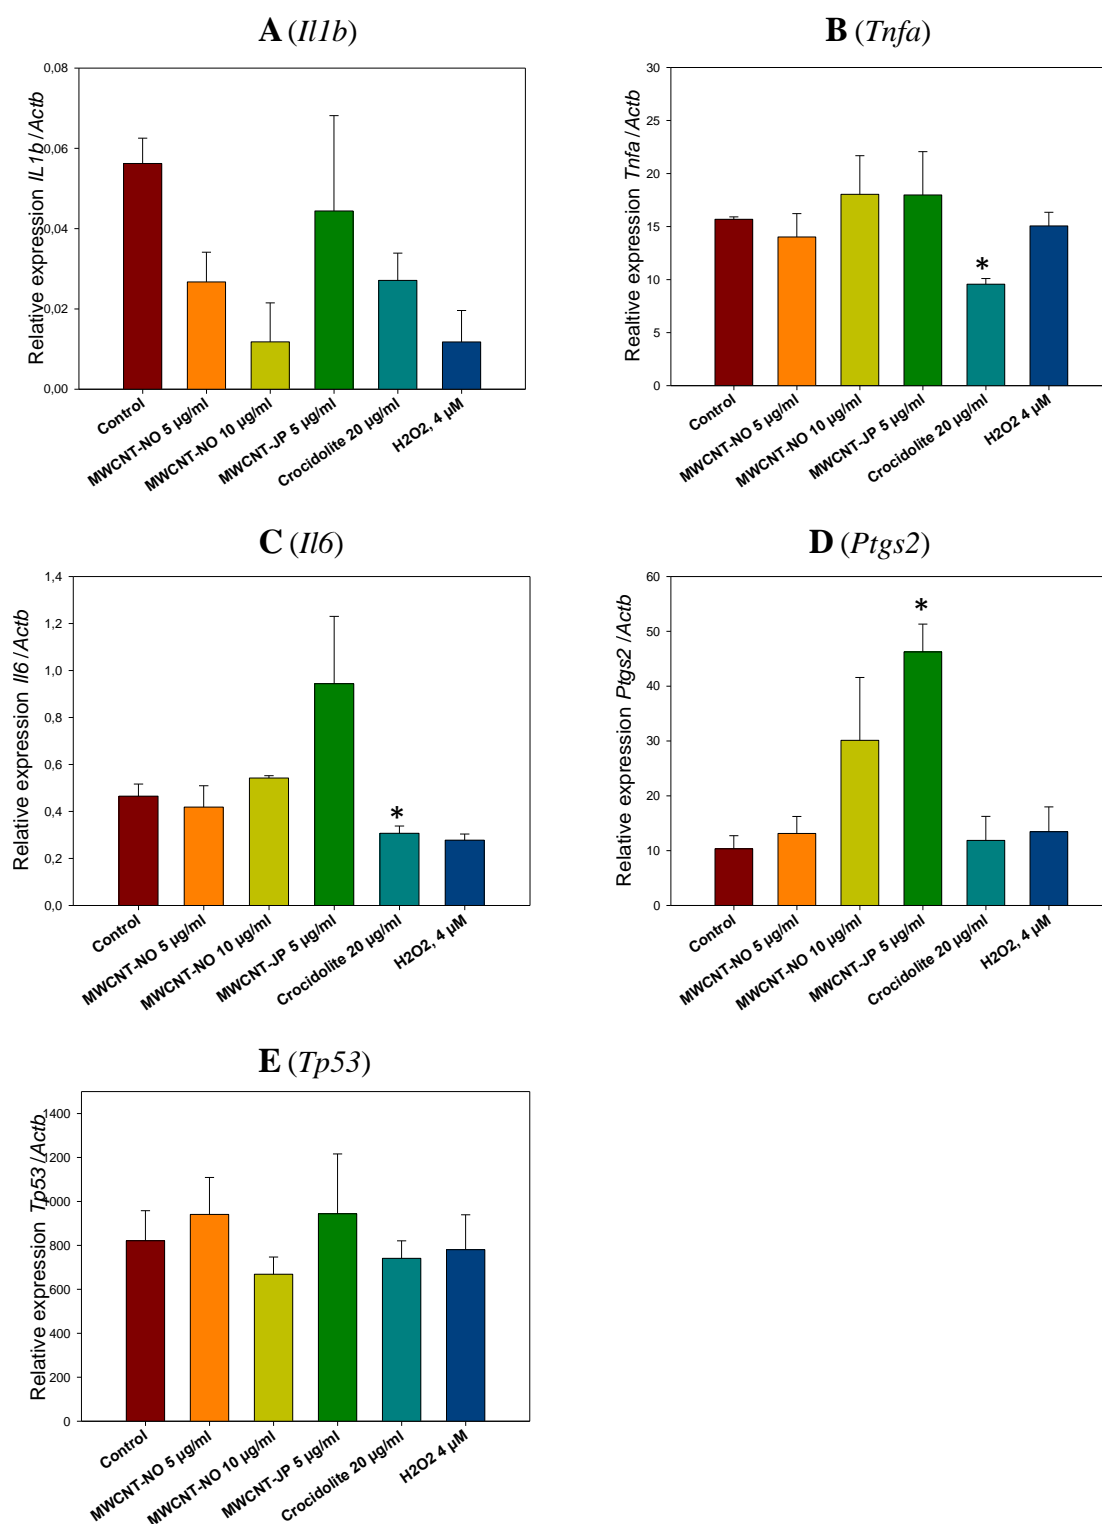 A (Il1b)
Relative expression IL1b/Actb
0,08
0,06
0,04
0,02
0,00
Control
MWCNT-NO 5 µg/ml
MWCNT-NO 10 µg/ml
MWCNT-JP 5 µg/ml
Crocidolite 20 µg/ml
H2O2, 4 µM
B (Tnfa)
Realtive expression Tnfa/Actb
30
25
20
15
10
5
0
*
Control
MWCNT-NO 5 µg/ml
MWCNT-NO 10 µg/ml
MWCNT-JP 5 µg/ml
Crocidolite 20 µg/ml
H2O2, 4 µM
C (Il6)
Relative expression Il6/Actb
1,4
1,2
1,0
0,8
0,6
0,4
0,2
0,0
*
Control
MWCNT-NO 5 µg/ml
MWCNT-NO 10 µg/ml
MWCNT-JP 5 µg/ml
Crocidolite 20 µg/ml
H2O2, 4 µM
D (Ptgs2)
Relative expression Ptgs2 /Actb
60
50
40
30
20
10
0
*
Control
MWCNT-NO 5 µg/ml
MWCNT-NO 10 µg/ml
MWCNT-JP 5 µg/ml
Crocidolite 20 µg/ml
H2O2, 4 µM
E (Tp53)
Relative expression Tp53/Actb
1400
1200
1000
800
600
400
200
0
Control
MWCNT-NO 5 µg/ml
MWCNT-NO 10 µg/ml
MWCNT-JP 5 µg/ml
Crocidolite 20 µg/ml
H2O2 4 µM